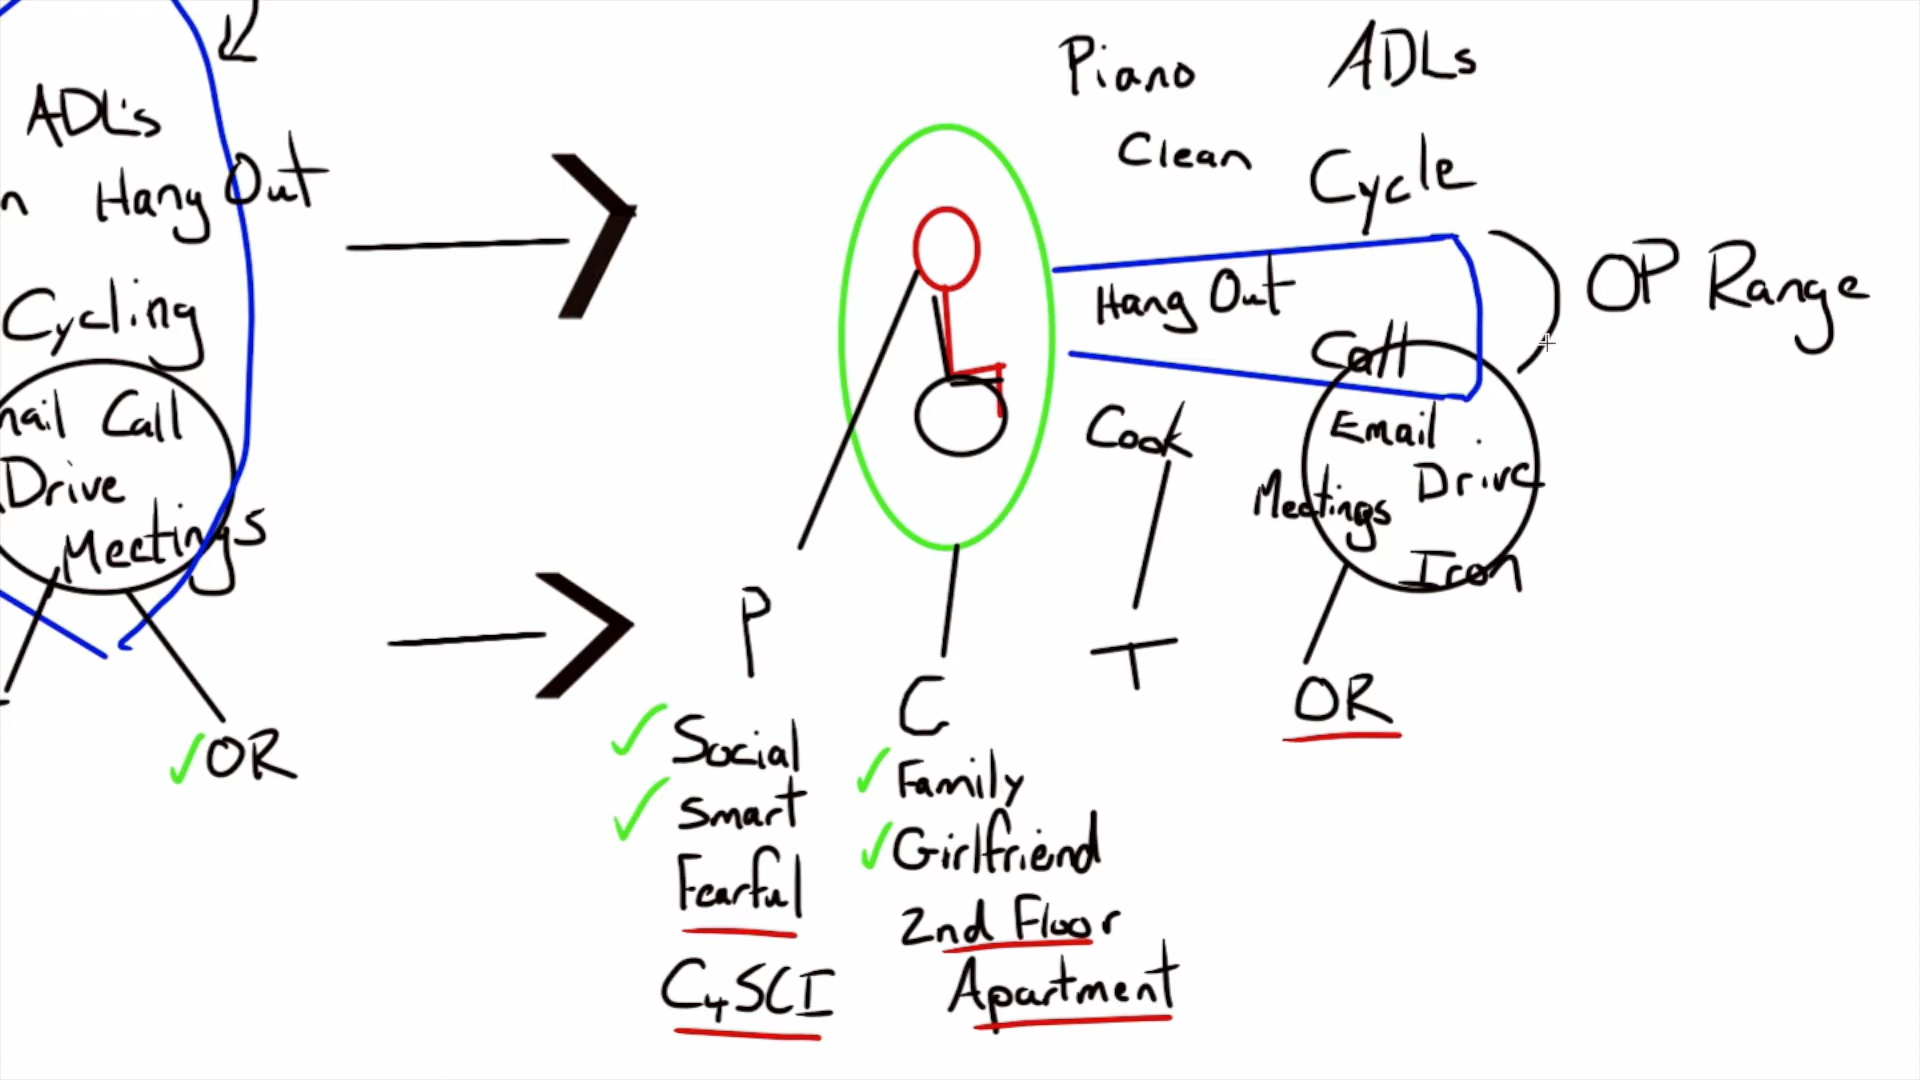 ADL's
n Hang Out
Cycling
mail Call
Drive
Meetings
OR
Piano ADLs
Clean Cycle
Hang Out
OP Range
Call
Cook
Email
Drive
Meetings
Iron
P
C
T
OR
Social
Smart
Fearful
C4SCI
Family
Girlfriend
2nd Floor
Apartment